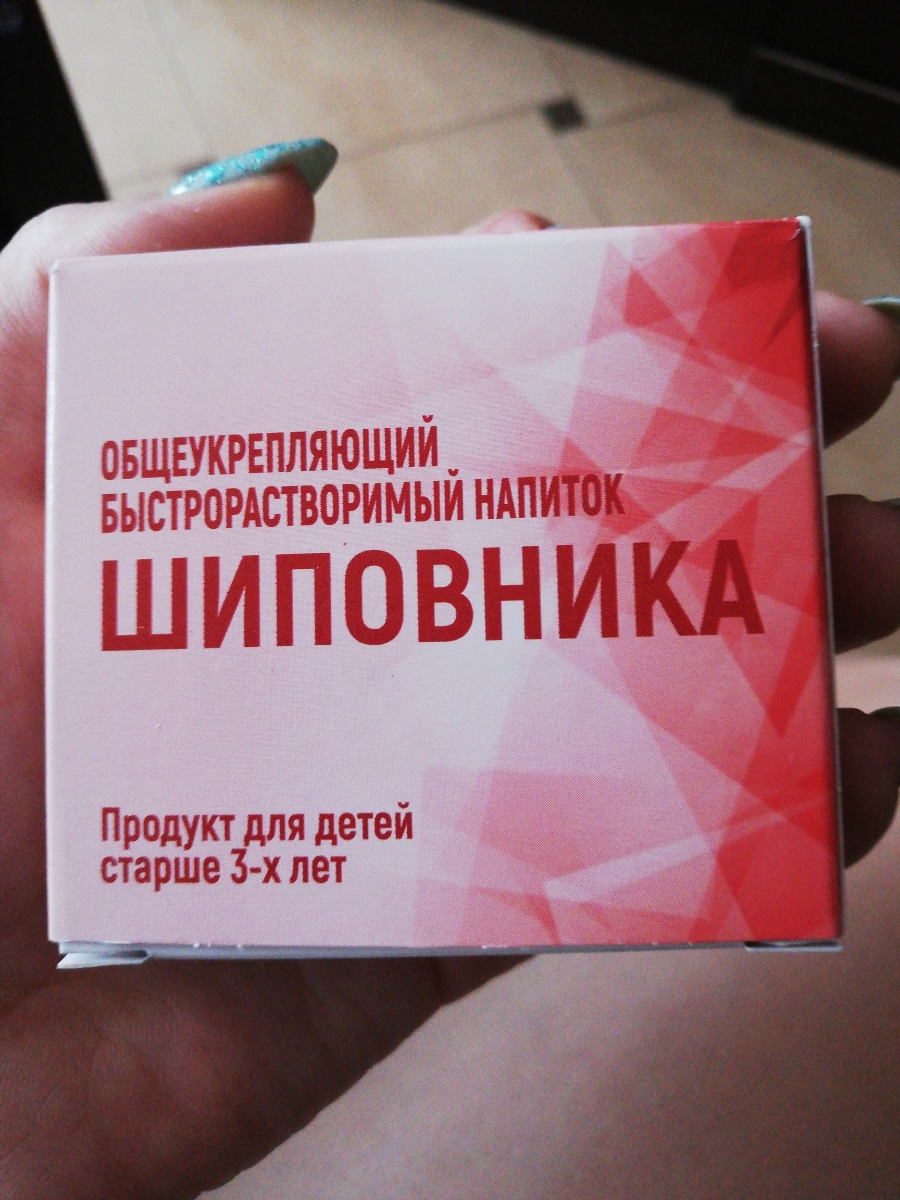 ОБЩЕУКРЕПЛЯЮЩИЙ
БЫСТРОРАСТВОРИМЫЙ НАПИТОК
ШИПОВНИКА
Продукт для детей
старше 3-х лет